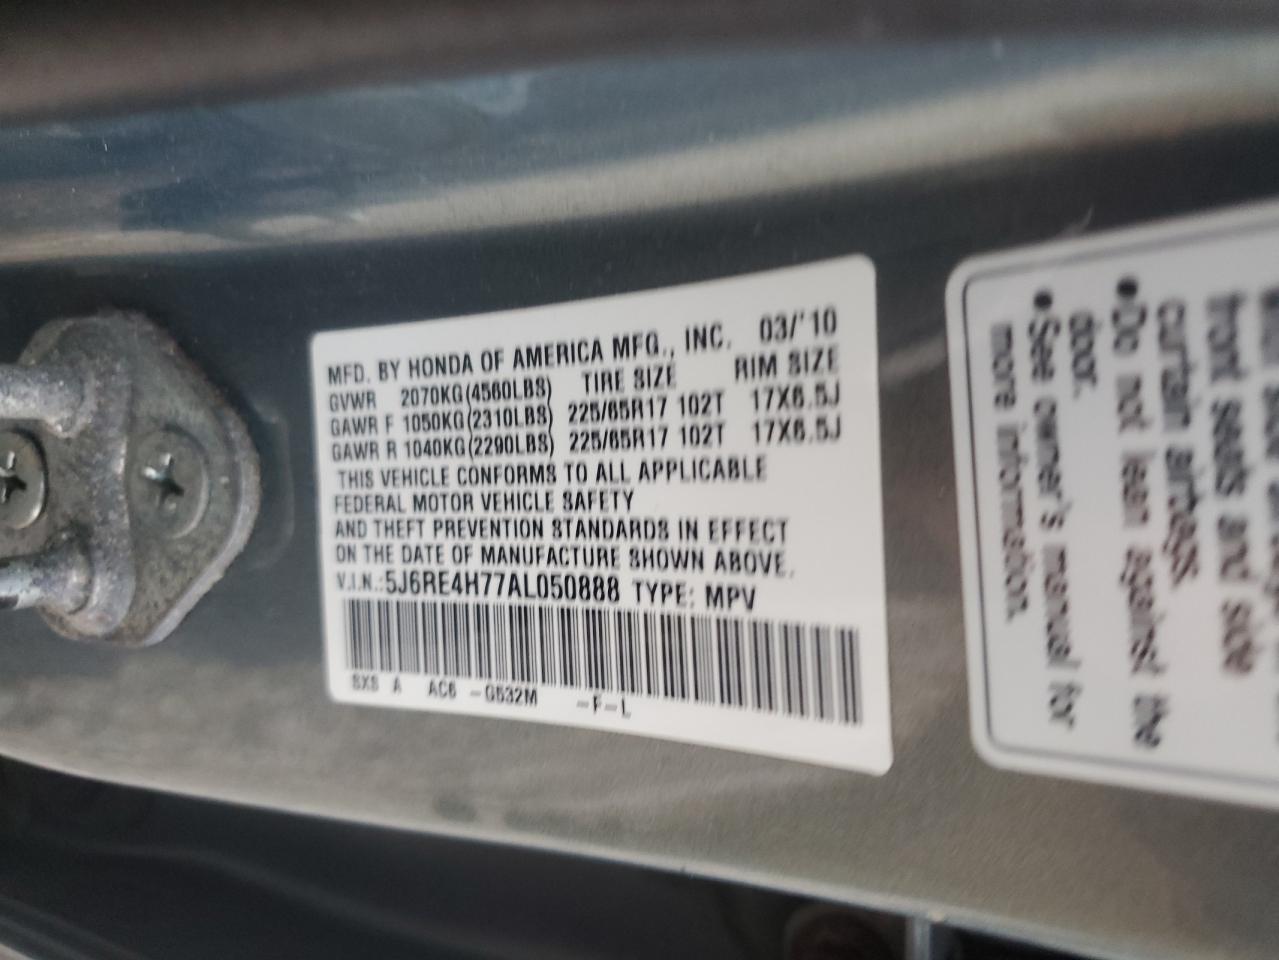 MFD. BY HONDA OF AMERICA MFG., INC. 03/'10
GVWR 2070KG(4560LBS) TIRE SIZE RIM SIZE
GAWR F 1050KG(2310LBS) 225/65R17 102T 17X6.5J
GAWR R 1040KG(2290LBS) 225/65R17 102T 17X6.5J
THIS VEHICLE CONFORMS TO ALL APPLICABLE
FEDERAL MOTOR VEHICLE SAFETY
AND THEFT PREVENTION STANDARDS IN EFFECT
ON THE DATE OF MANUFACTURE SHOWN ABOVE.
V.I.N.:5J6RE4H77AL050888 TYPE: MPV
SXS A AC6 -G532M -F-L
front seats and side
curtain airbags.
•Do not lean against the
door.
•See owner's manual for
more information.